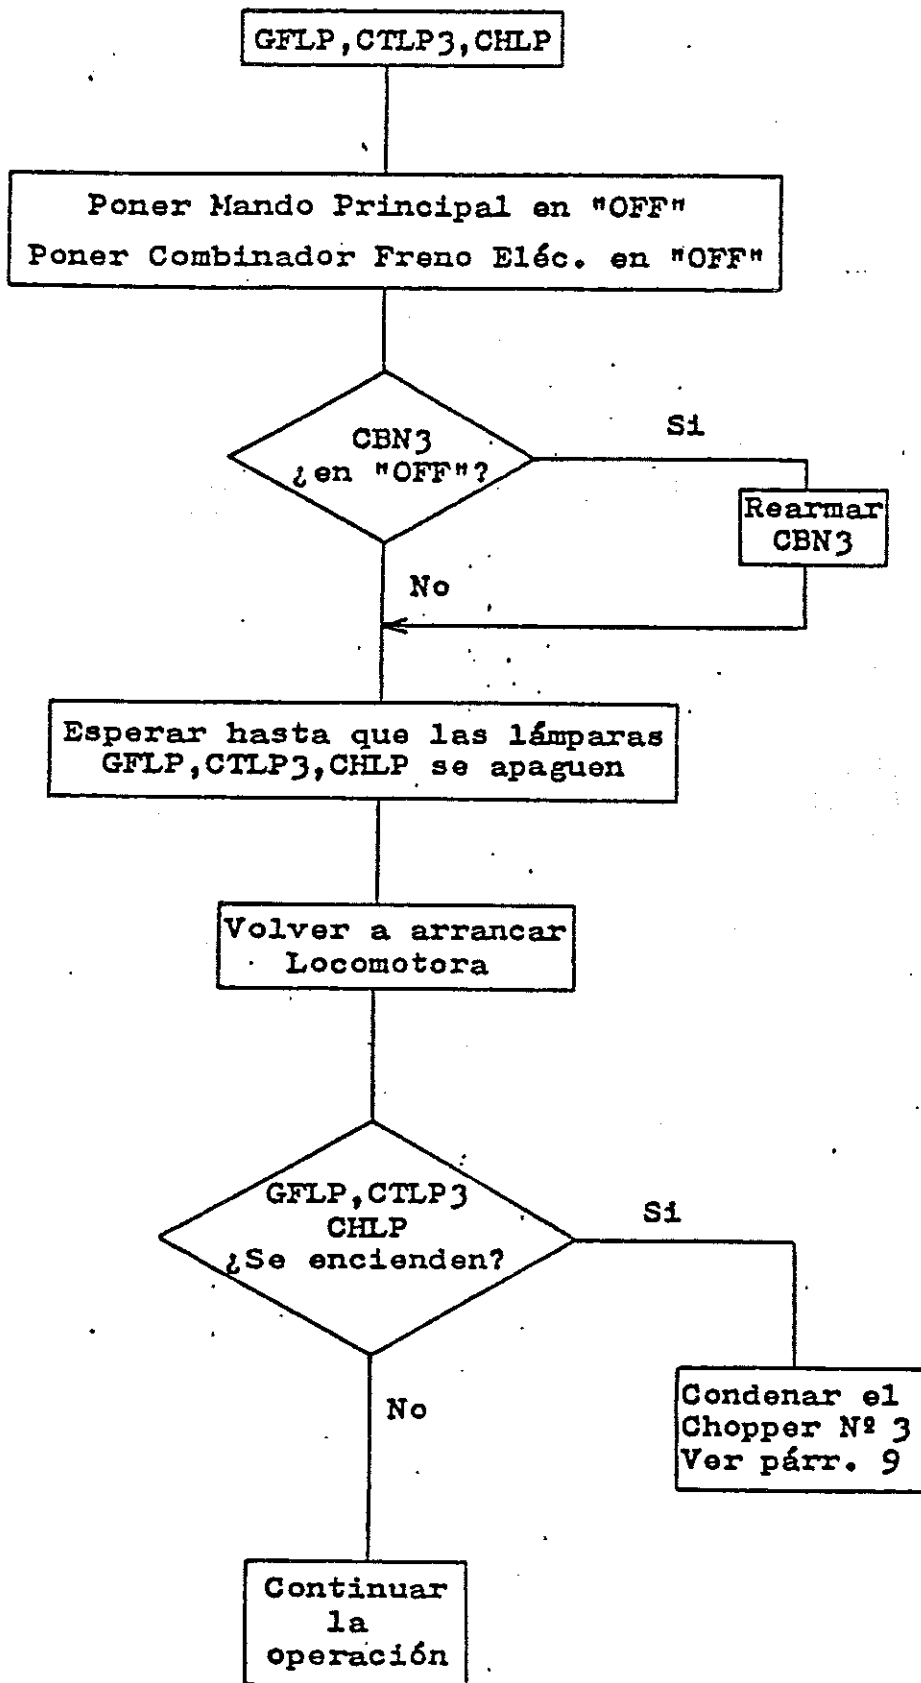 GFLP,CTLP3,CHLP
Poner Mando Principal en "OFF"
Poner Combinador Freno Eléc. en "OFF"
CBN3
¿en "OFF"?
Si
Rearmar
CBN3
No
Esperar hasta que las lámparas
GFLP,CTLP3,CHLP se apaguen
Volver a arrancar
Locomotora
GFLP,CTLP3
CHLP
¿Se encienden?
Si
Condenar el
Chopper Nº 3
Ver párr. 9
No
Continuar
la
operación